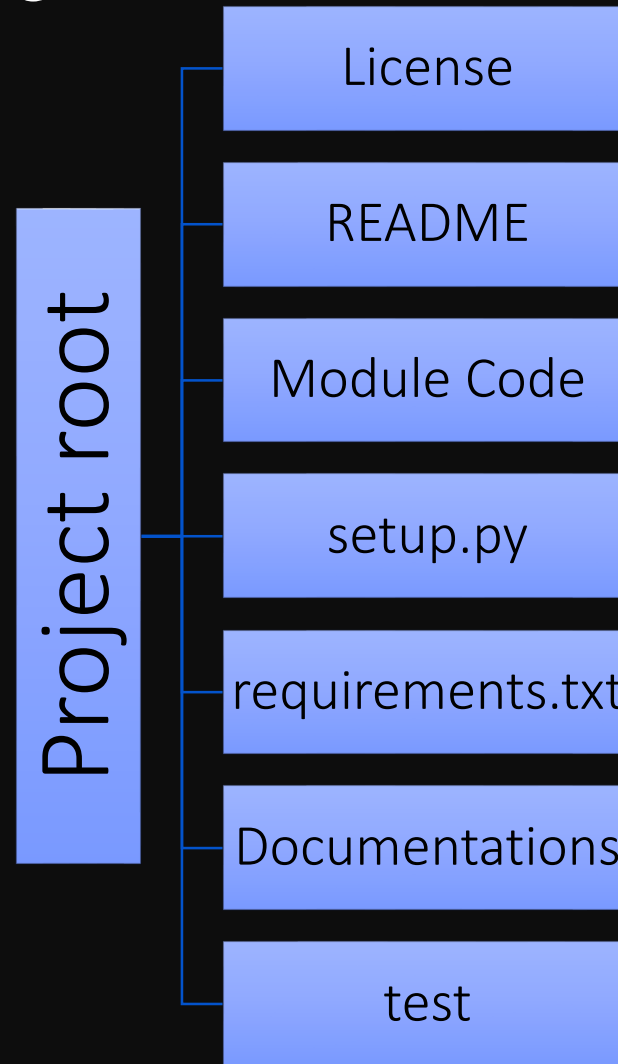 Project root
License
README
Module Code
setup.py
requirements.txt
Documentations
test